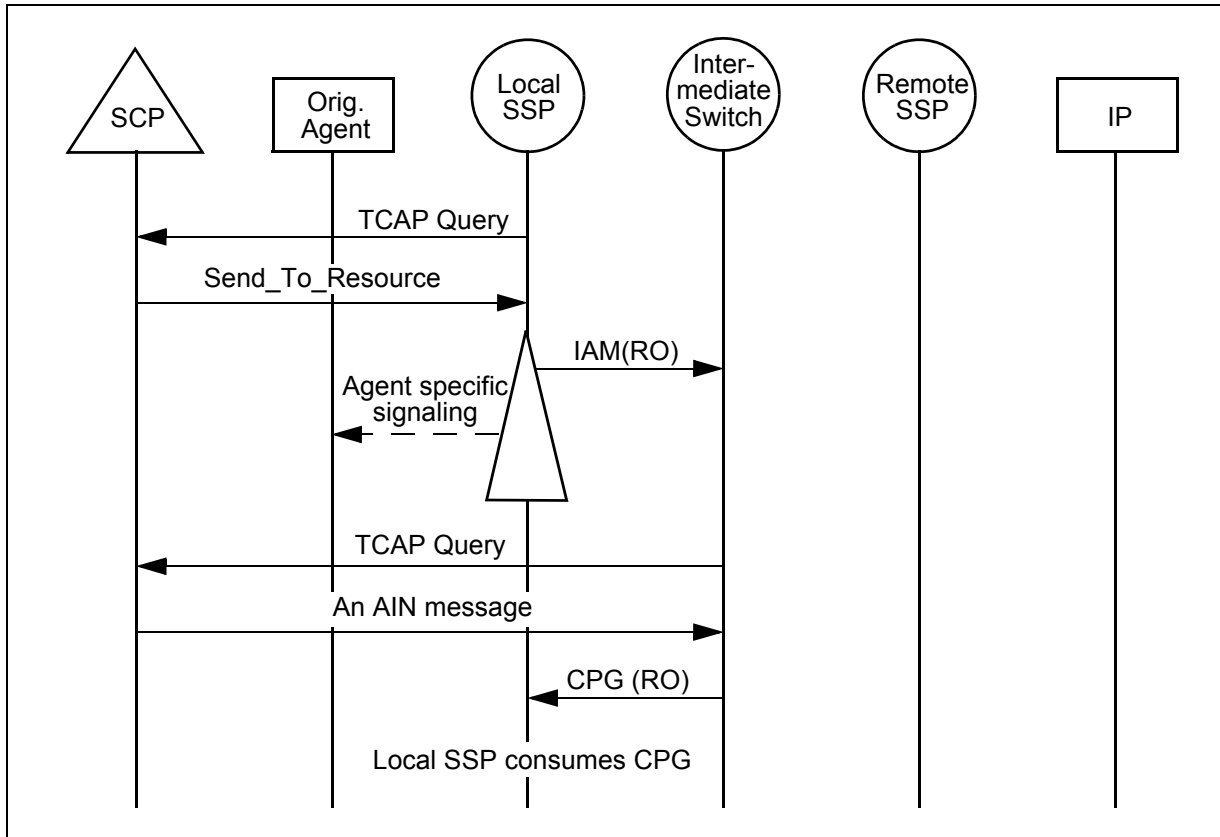 SCP
Orig.
Agent
Local
SSP
Inter-
mediate
Switch
Remote
SSP
IP
TCAP Query
Send_To_Resource
IAM(RO)
Agent specific
signaling
TCAP Query
An AIN message
CPG (RO)
Local SSP consumes CPG